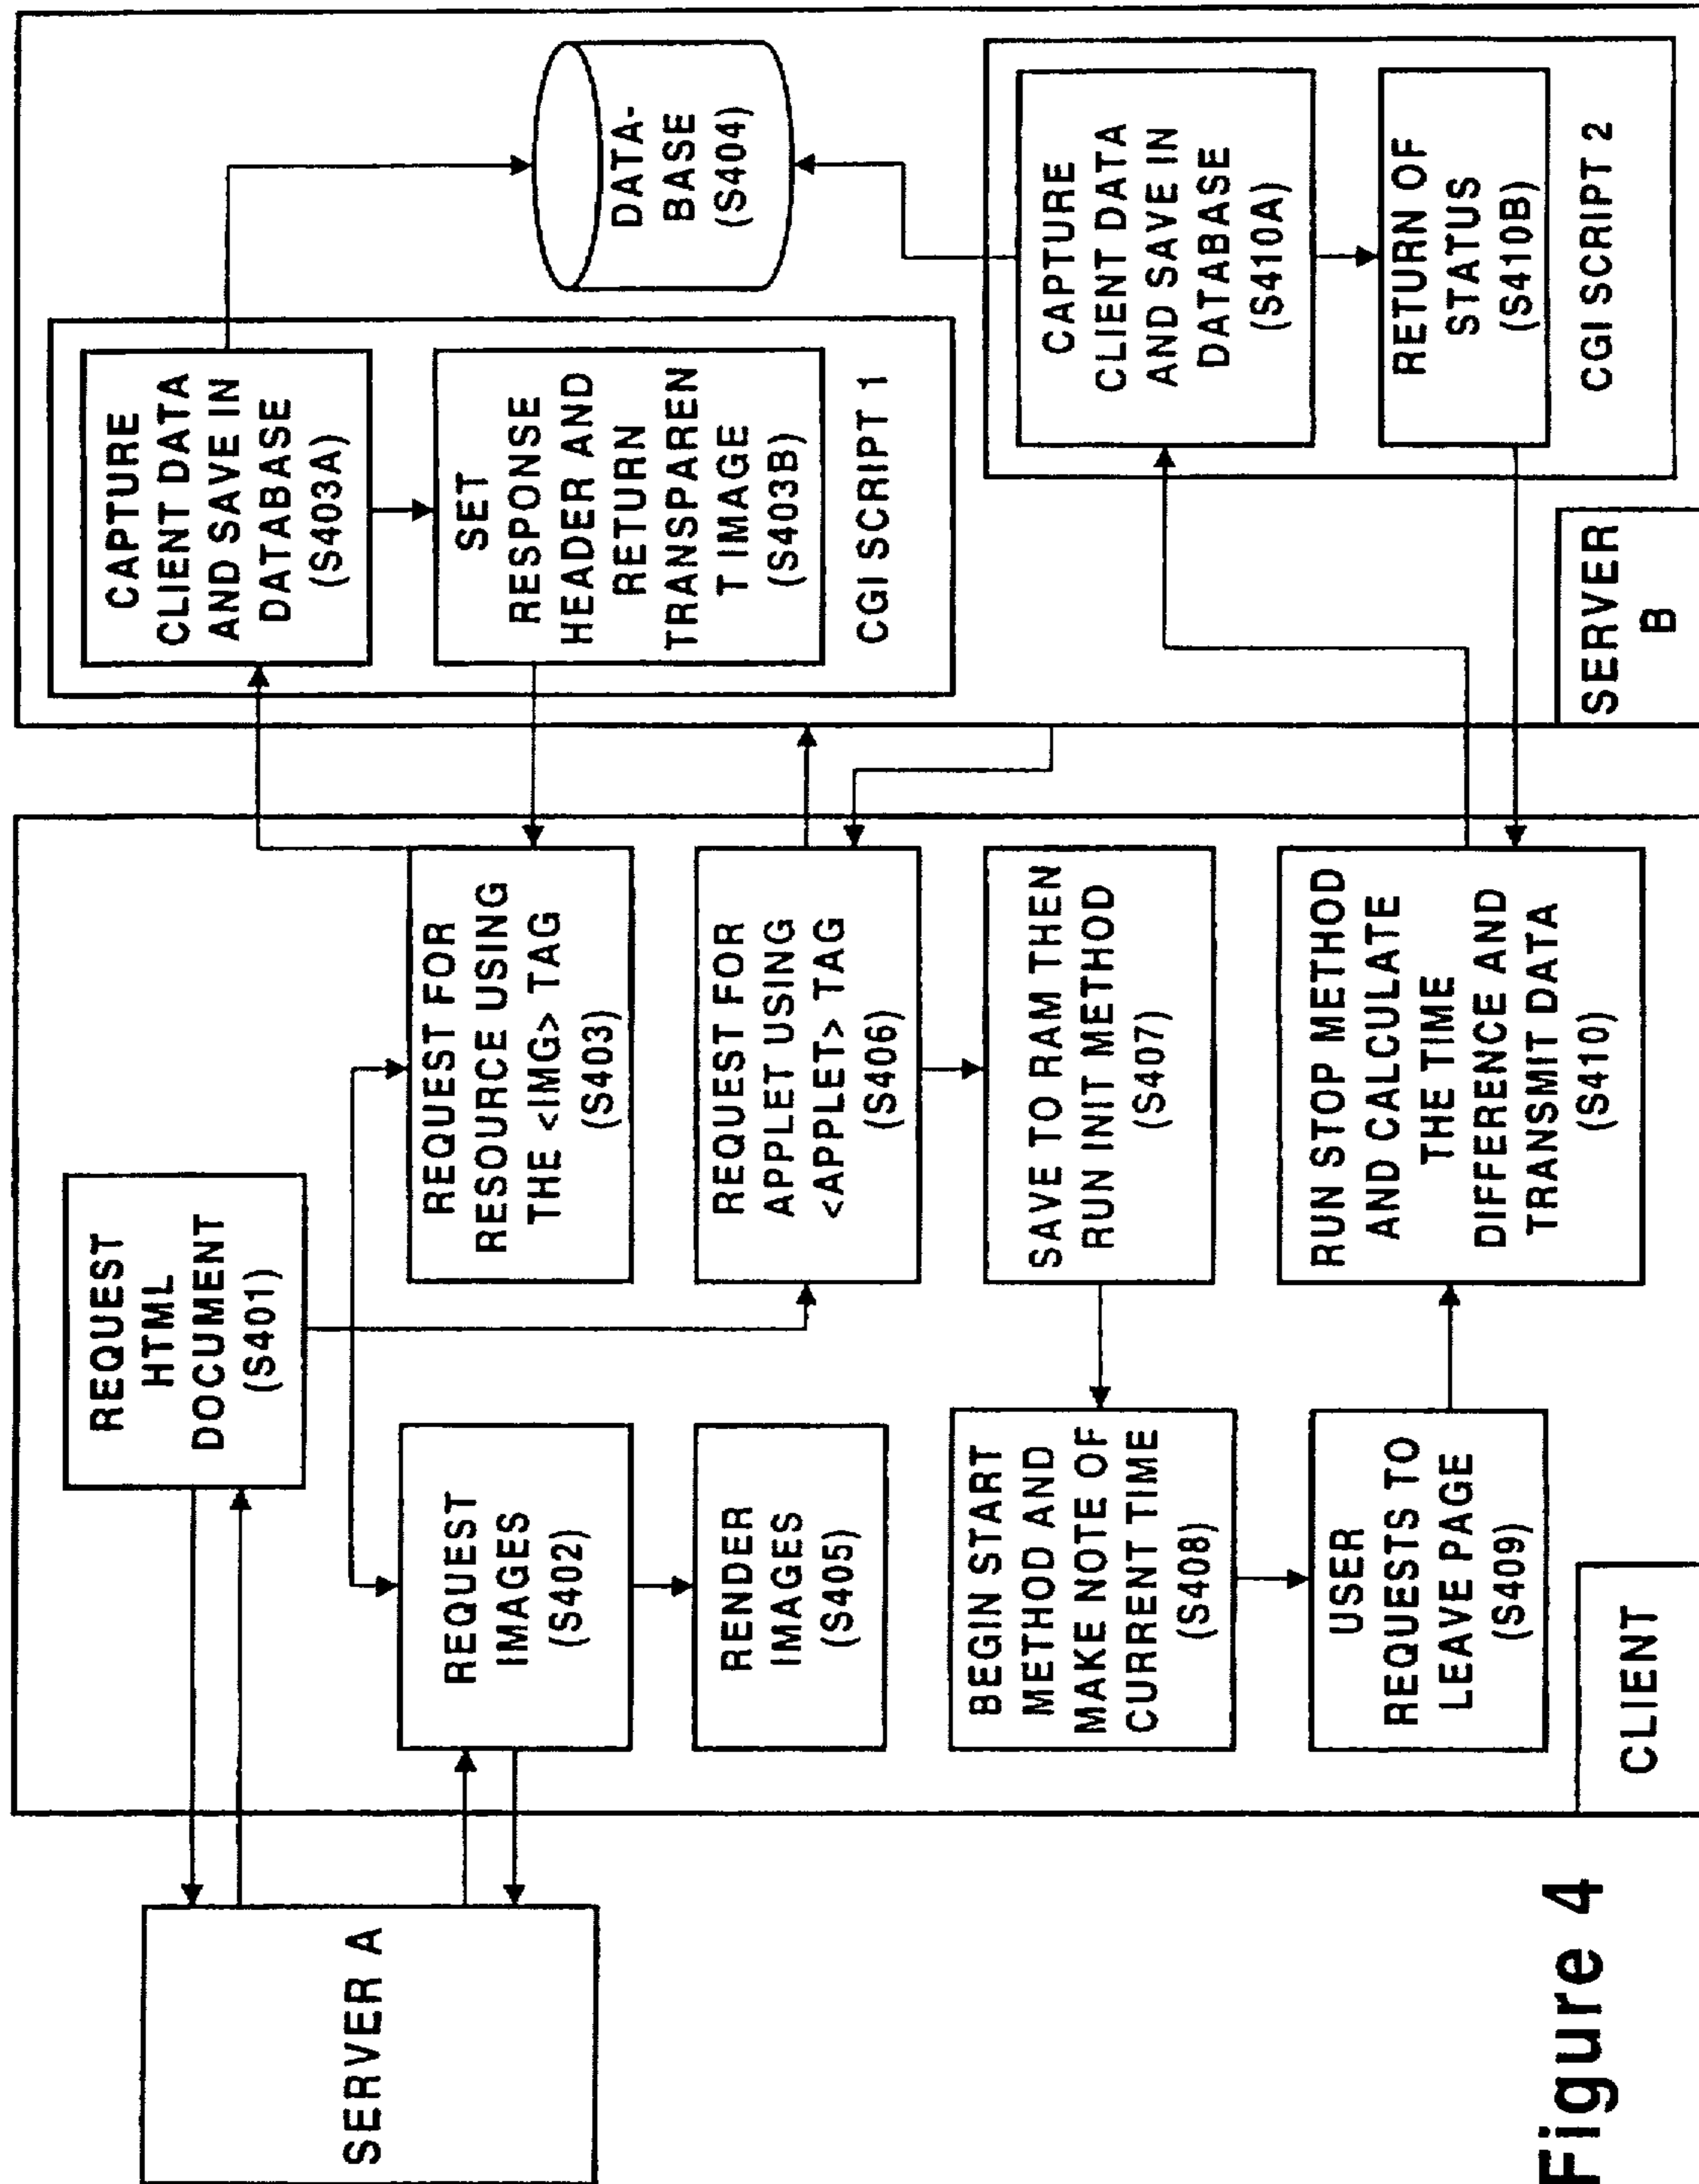 SERVER A
REQUEST
HTML
DOCUMENT
(S401)
REQUEST
IMAGES
(S402)
RENDER
IMAGES
(S405)
REQUEST FOR
RESOURCE USING
THE <IMG> TAG
(S403)
REQUEST FOR
APPLET USING
<APPLET> TAG
(S406)
SAVE TO RAM THEN
RUN INIT METHOD
(S407)
BEGIN START
METHOD AND
MAKE NOTE OF
CURRENT TIME
(S408)
USER
REQUESTS TO
LEAVE PAGE
(S409)
RUN STOP METHOD
AND CALCULATE
THE TIME
DIFFERENCE AND
TRANSMIT DATA
(S410)
CLIENT
CAPTURE
CLIENT DATA
AND SAVE IN
DATABASE
(S403A)
SET
RESPONSE
HEADER AND
RETURN
TRANSPAREN
T IMAGE
(S403B)
CGI SCRIPT 1
DATA-
BASE
(S404)
CAPTURE
CLIENT DATA
AND SAVE IN
DATABASE
(S410A)
RETURN OF
STATUS
(S410B)
CGI SCRIPT 2
SERVER
B
Figure 4